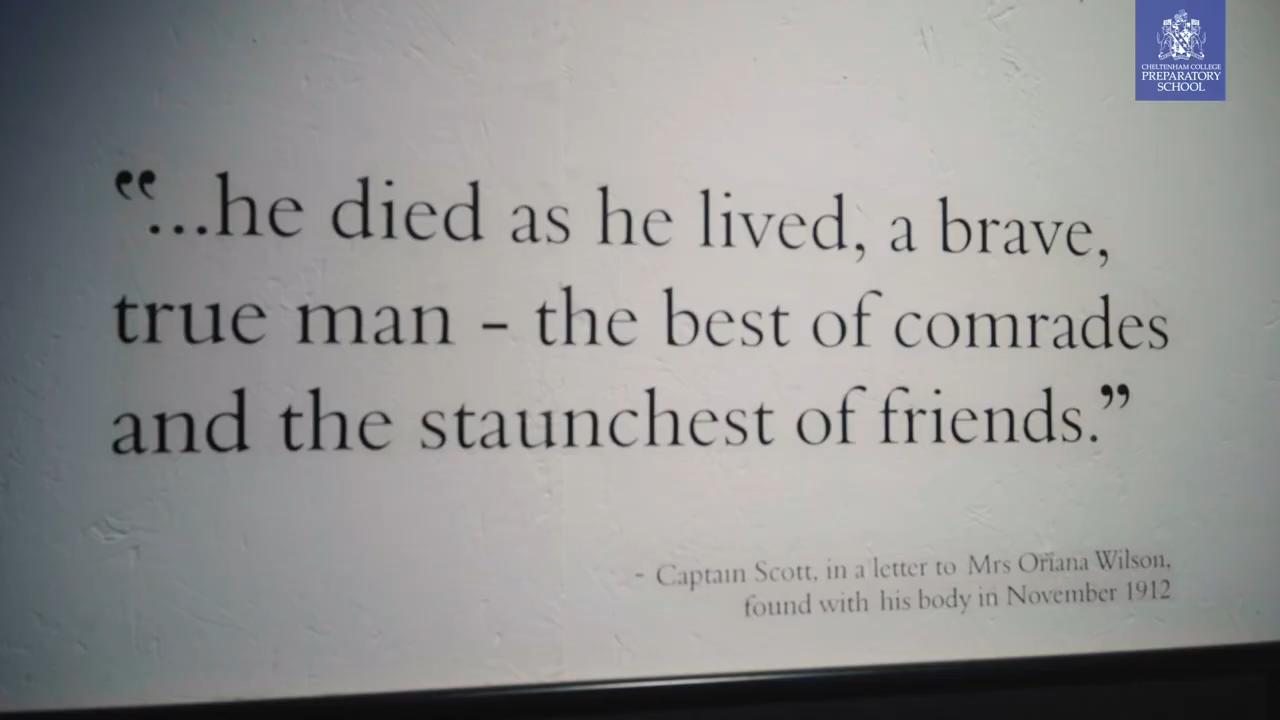 CHELTENHAM COLLEGE
PREPARATORY
SCHOOL
“...he died as he lived, a brave,
true man - the best of comrades
and the staunchest of friends.”
- Captain Scott, in a letter to Mrs Oriana Wilson,
found with his body in November 1912